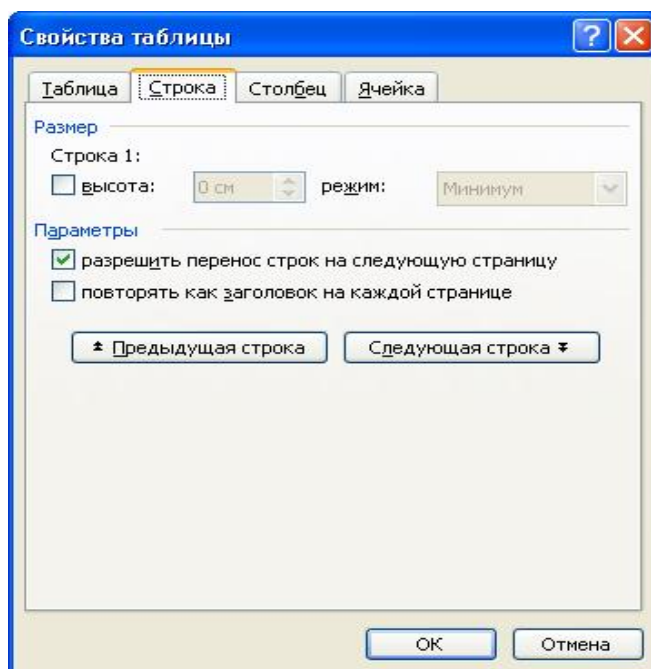 Свойства таблицы ?
Таблица Строка Столбец Ячейка
Размер
Строка 1:
высота: 0 см режим: Минимум
Параметры
разрешить перенос строк на следующую страницу
повторять как заголовок на каждой странице
Предыдущая строка Следующая строка
ОК Отмена